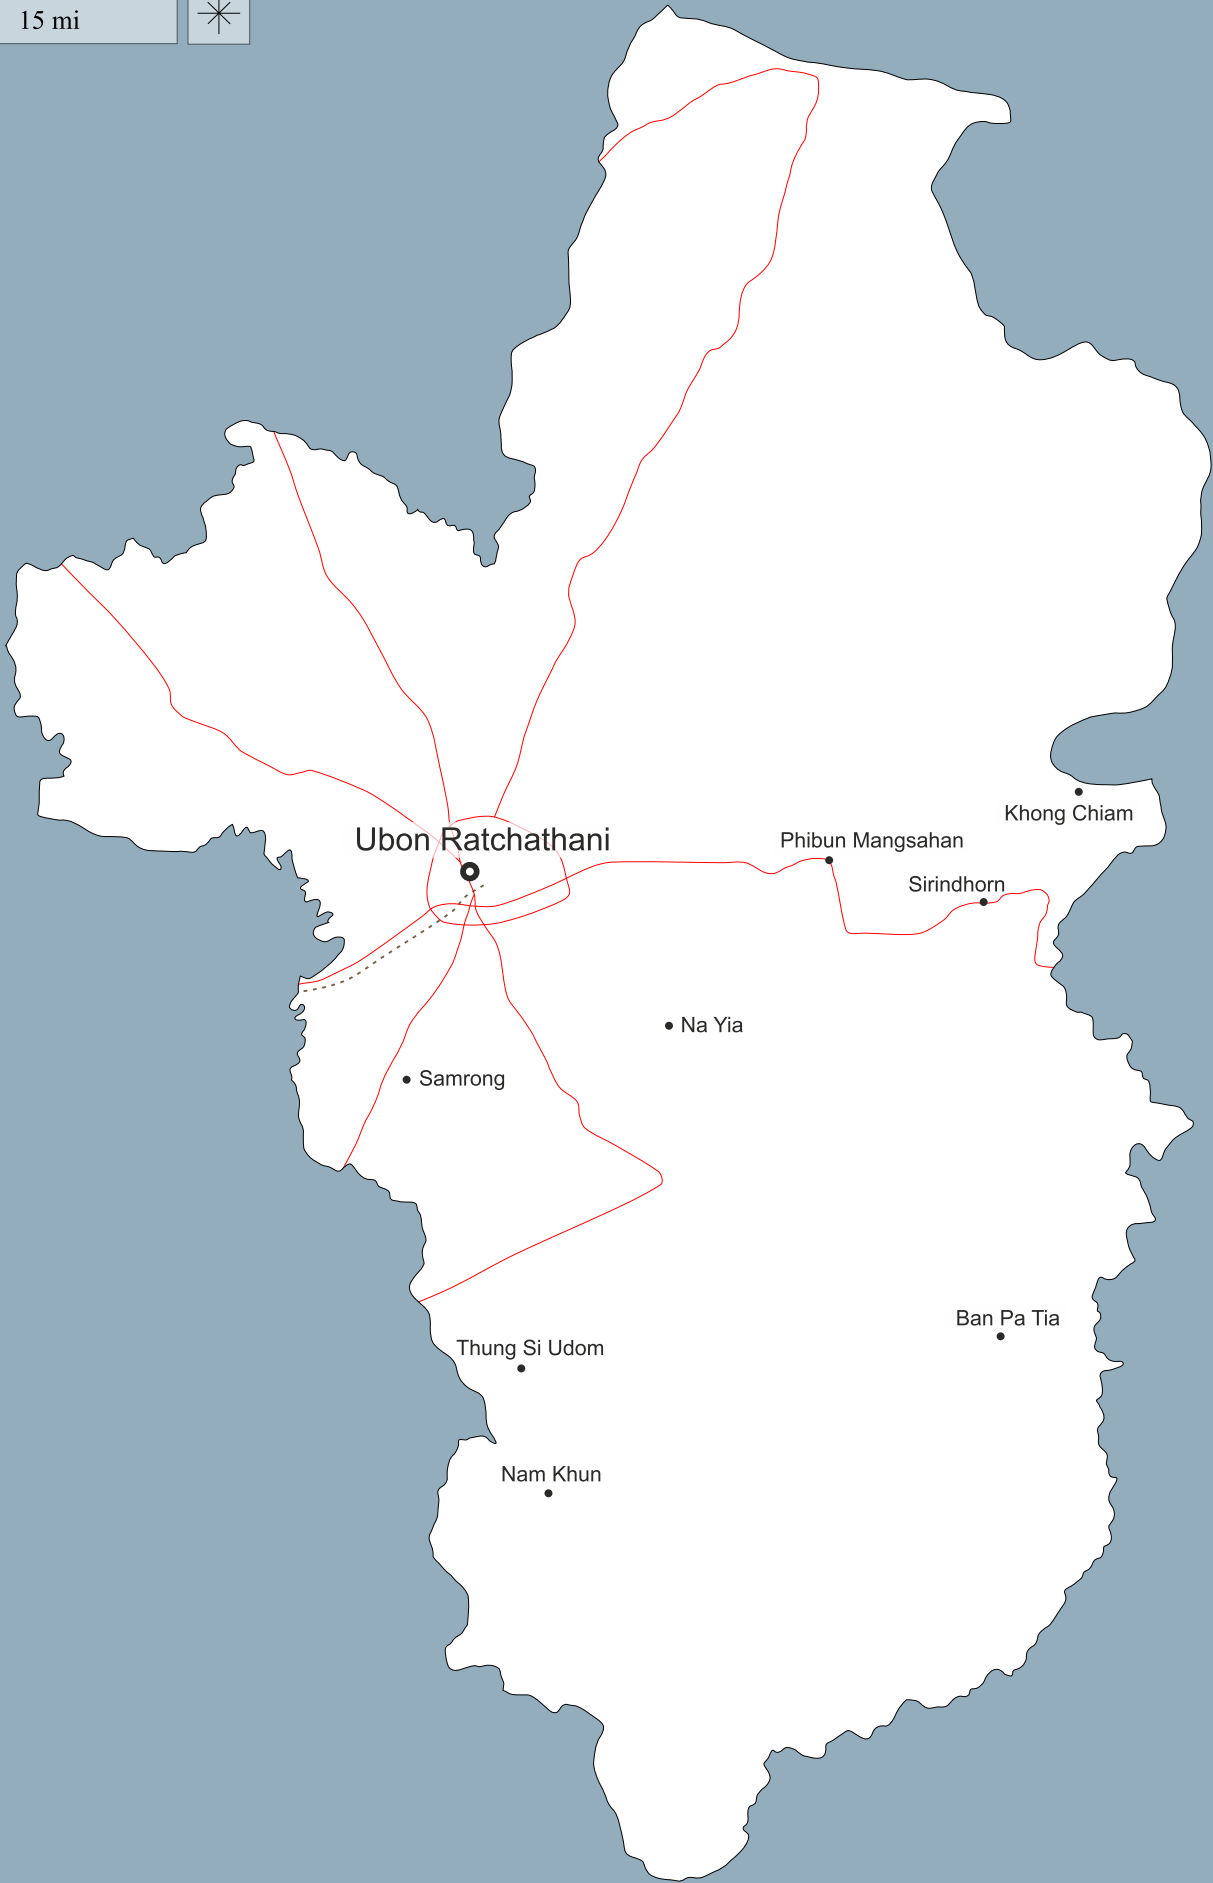 15 mi
Khong Chiam
Ubon Ratchathani
Phibun Mangsahan
Sirindhorn
Na Yia
Samrong
Ban Pa Tia
Thung Si Udom
Nam Khun